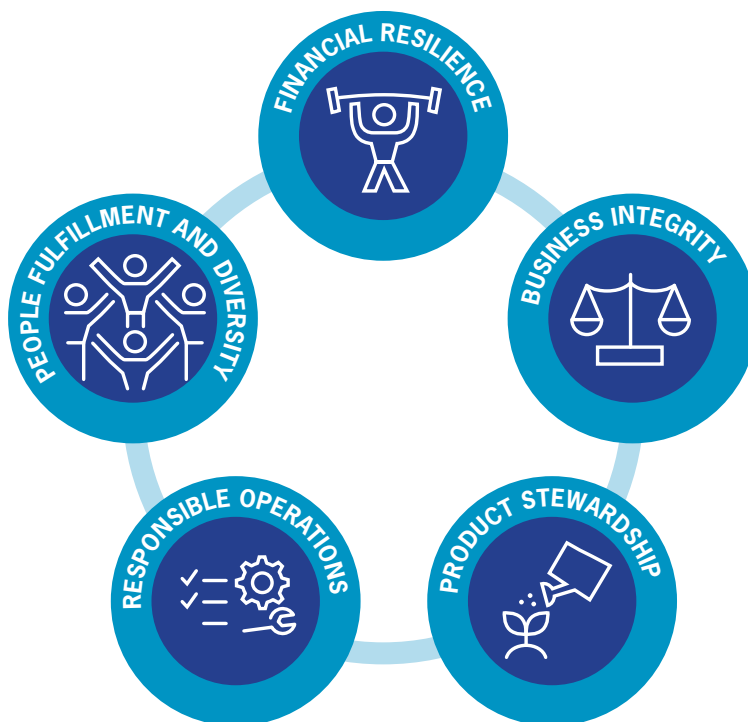 FINANCIAL RESILIENCE
BUSINESS INTEGRITY
PRODUCT STEWARDSHIP
RESPONSIBLE OPERATIONS
PEOPLE FULFILLMENT AND DIVERSITY